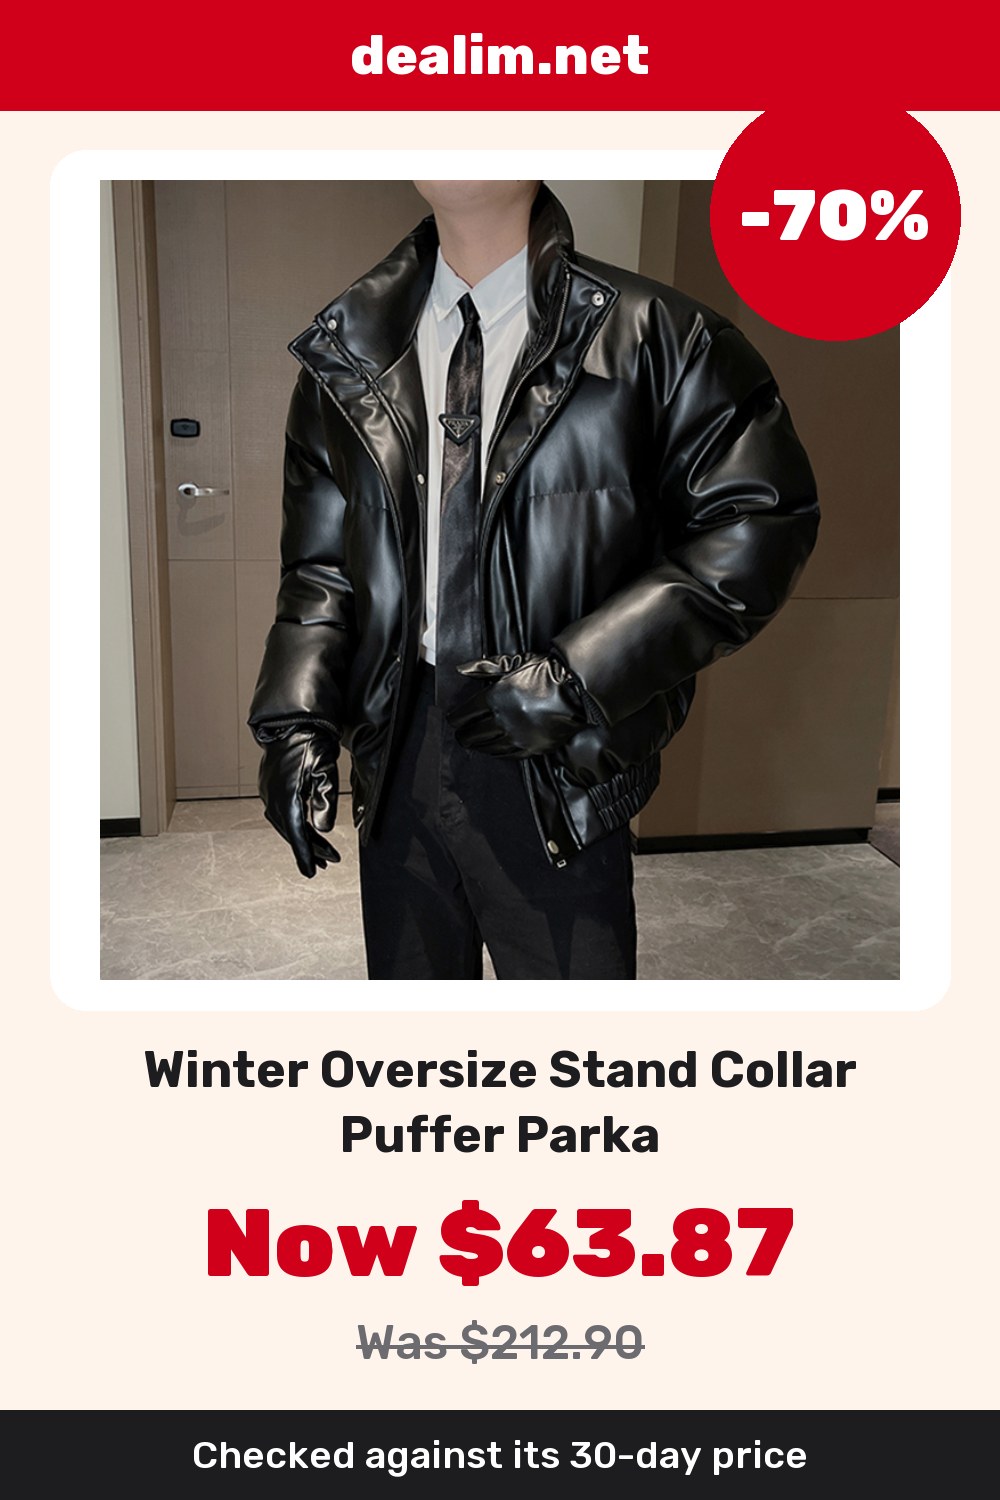 dealim.net
-70%
Winter Oversize Stand Collar
Puffer Parka
Now $63.87
Was $212.90
Checked against its 30-day price